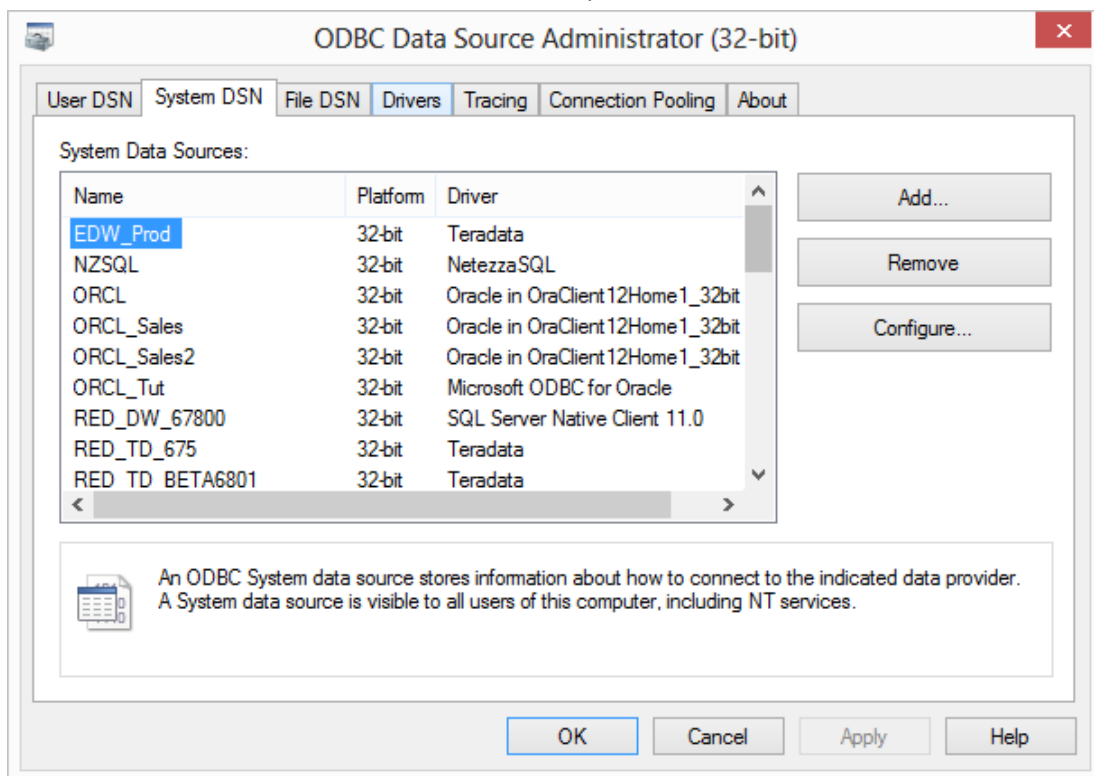 ODBC Data Source Administrator (32-bit)
User DSN System DSN File DSN Drivers Tracing Connection Pooling About
System Data Sources:
Name Platform Driver
EDW_Prod 32-bit Teradata
NZSQL 32-bit NetezzaSQL
ORCL 32-bit Oracle in OraClient12Home1_32bit
ORCL_Sales 32-bit Oracle in OraClient12Home1_32bit
ORCL_Sales2 32-bit Oracle in OraClient12Home1_32bit
ORCL_Tut 32-bit Microsoft ODBC for Oracle
RED_DW_67800 32-bit SQL Server Native Client 11.0
RED_TD_675 32-bit Teradata
RED_TD_BETA6801 32-bit Teradata
Add...
Remove
Configure...
An ODBC System data source stores information about how to connect to the indicated data provider.
A System data source is visible to all users of this computer, including NT services.
OK Cancel Apply Help